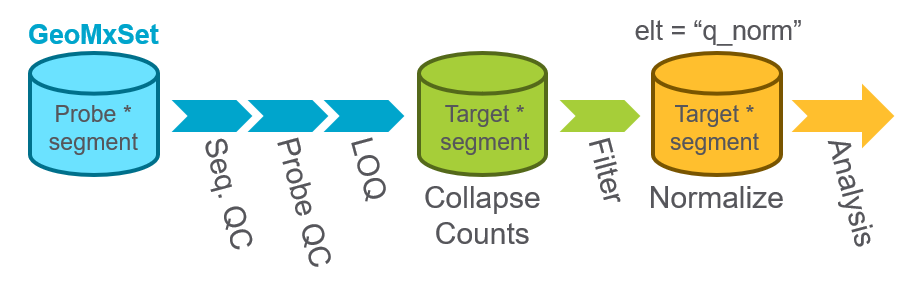 GeoMxSet
Probe *
segment
Seq. QC
Probe QC
LOQ
Target *
segment
Collapse
Counts
Filter
elt = “q_norm”
Target *
segment
Normalize
Analysis